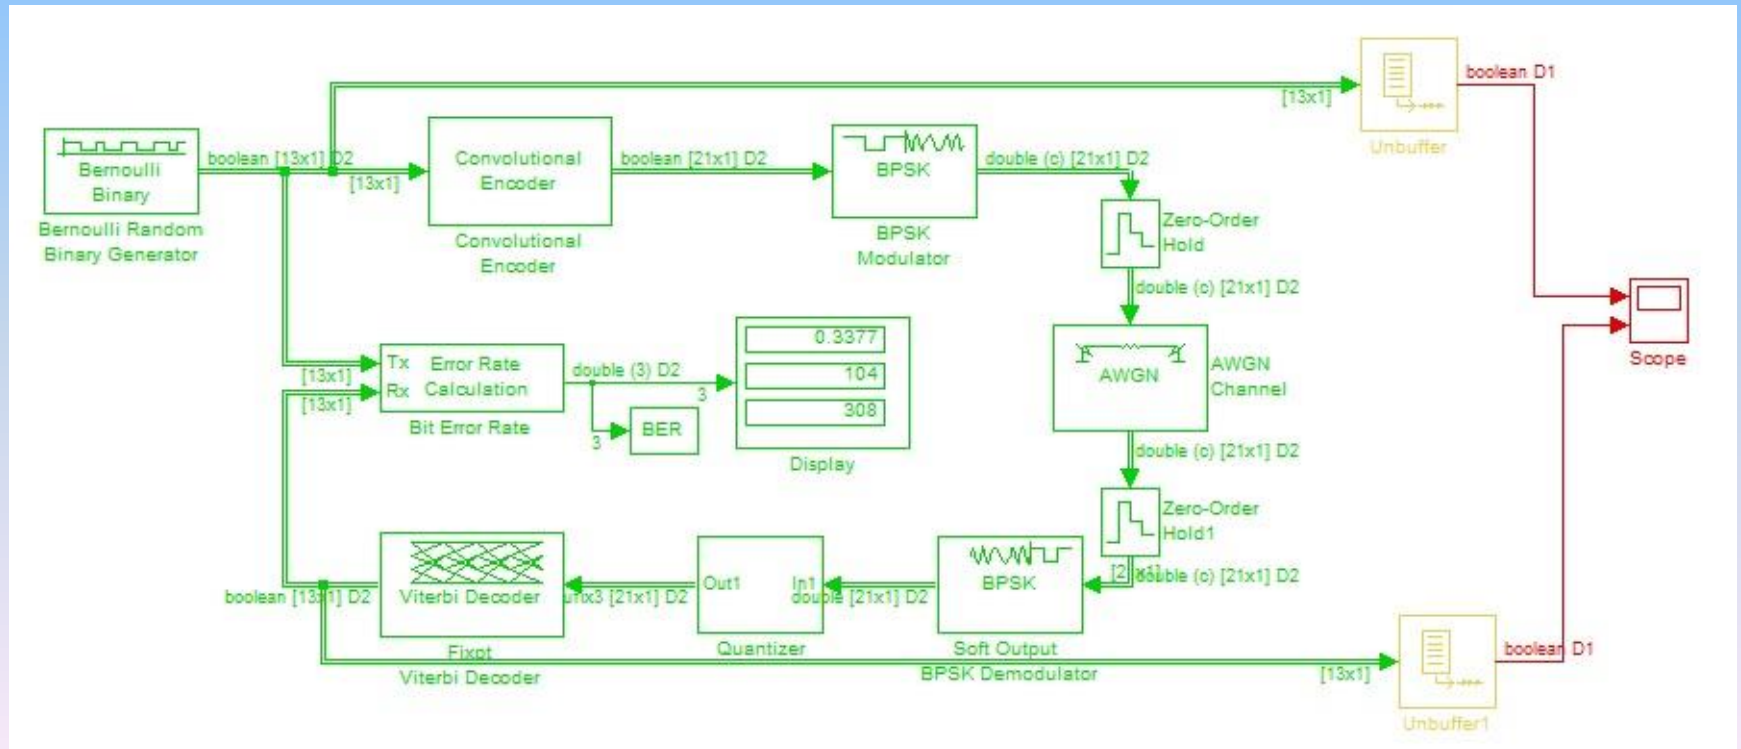 boolean D1
[13x1]
Unbuffer
Bernoulli
Binary
Bernoulli Random
Binary Generator
boolean [13x1] D2
[13x1]
Convolutional
Encoder
Convolutional
Encoder
boolean [21x1] D2
BPSK
BPSK
Modulator
double (c) [21x1] D2
Zero-Order
Hold
double (c) [21x1] D2
AWGN
AWGN
Channel
Scope
[13x1]
[13x1]
Tx
Rx
Error Rate
Calculation
Bit Error Rate
double (3) D2
3
3
BER
0.3377
104
308
Display
double (c) [21x1] D2
Zero-Order
Hold1
double (c) [21x1] D2
BPSK
Soft Output
BPSK Demodulator
double [21x1] D2
In1
Out1
Quantizer
ufix3 [21x1] D2
Viterbi Decoder
Fixpt
Viterbi Decoder
boolean [13x1] D2
[13x1]
boolean D1
Unbuffer1